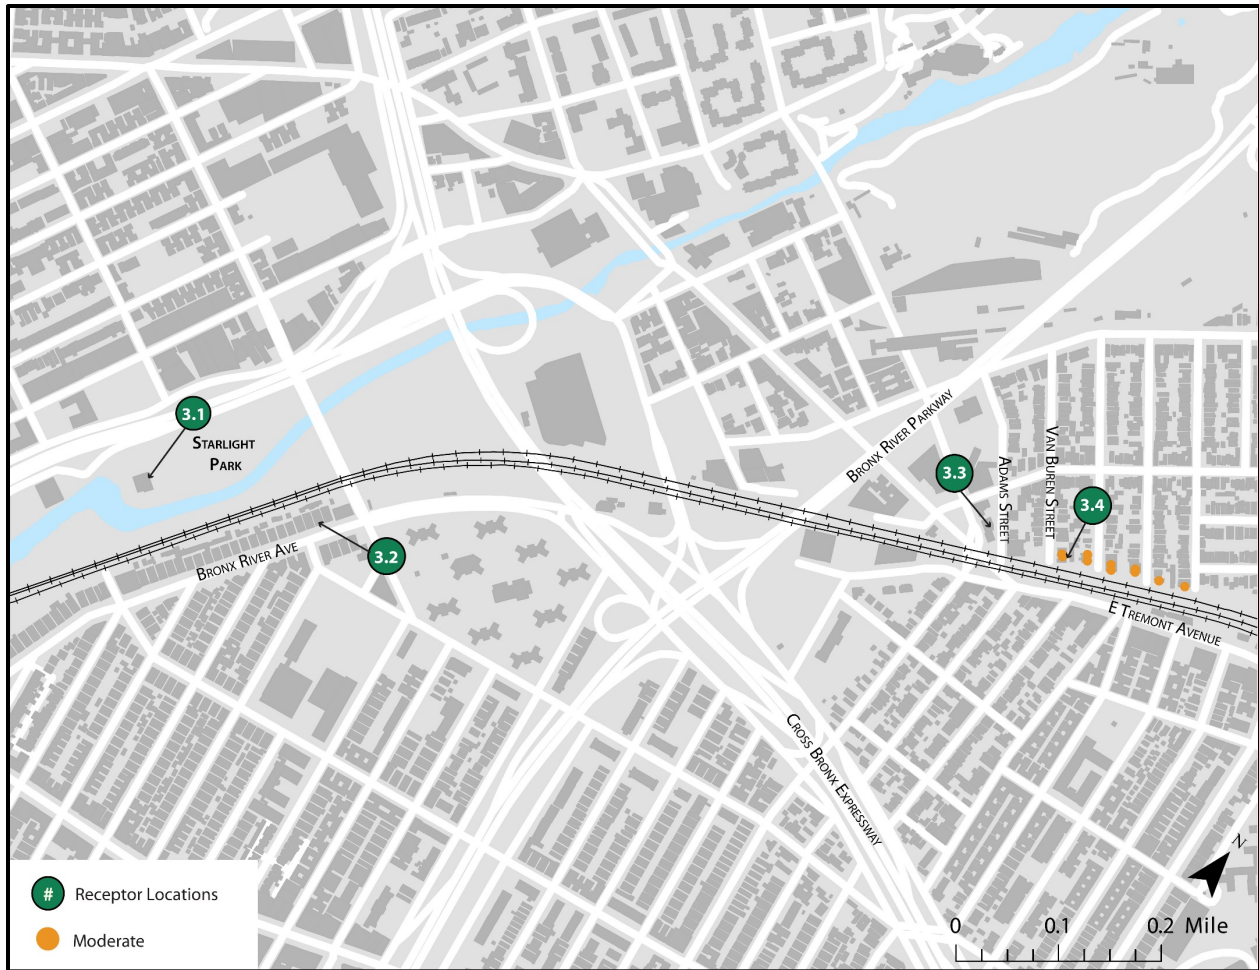 3.1
STARLIGHT
PARK
BRONX RIVER PARKWAY
3.3
ADAMS STREET
VAN BUREN STREET
3.4
3.2
BRONX RIVER AVE
E TREMONT AVENUE
CROSS BRONX EXPRESSWAY
# Receptor Locations
Moderate
N
0 0.1 0.2 Mile